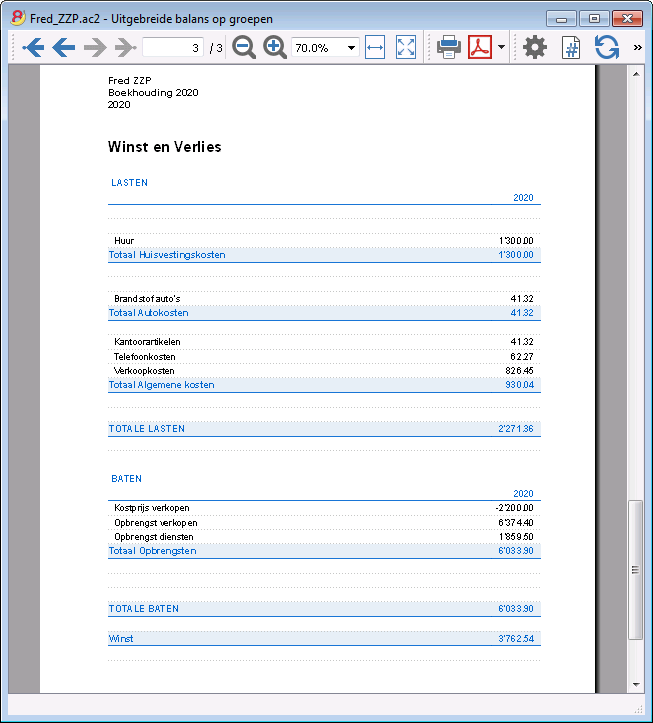 Fred_ZZP.ac2 - Uitgebreide balans op groepen
3 / 3 70.0% # »
Fred ZZP
Boekhouding 2020
2020
Winst en Verlies
LASTEN
2020
Huur 1'300.00
Totaal Huisvestingskosten 1'300.00
Brandstof auto's 41.32
Totaal Autokosten 41.32
Kantoorartikelen 41.32
Telefoonkosten 62.27
Verkoopkosten 826.45
Totaal Algemene kosten 930.04
TOTALE LASTEN 2'271.36
BATEN
2020
Kostprijs verkopen -2'200.00
Opbrengst verkopen 6'374.40
Opbrengst diensten 1'859.50
Totaal Opbrengsten 6'033.90
TOTALE BATEN 6'033.90
Winst 3'762.54